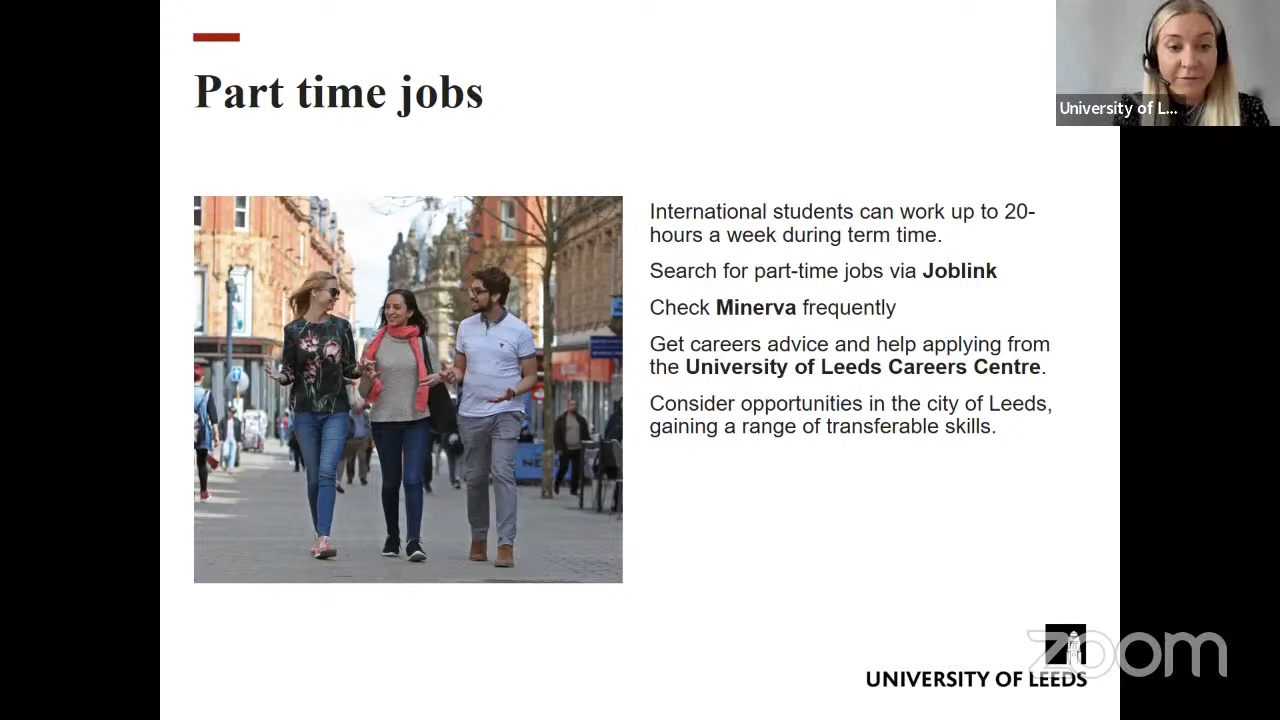 Part time jobs
University of L...
International students can work up to 20-
hours a week during term time.
Search for part-time jobs via Joblink
Check Minerva frequently
Get careers advice and help applying from
the University of Leeds Careers Centre.
Consider opportunities in the city of Leeds,
gaining a range of transferable skills.
zoom
UNIVERSITY OF LEEDS